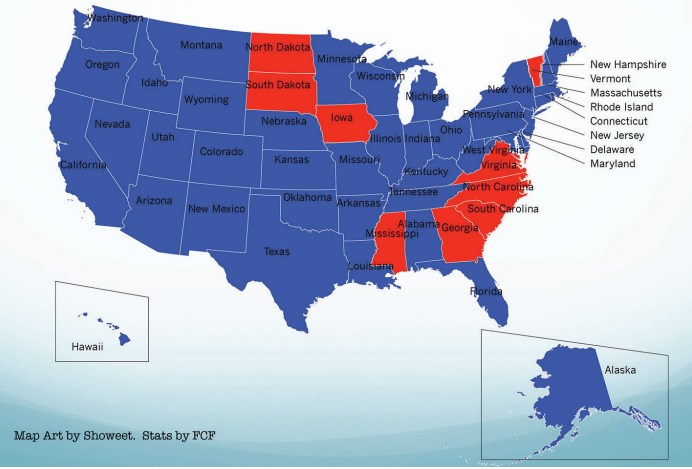 Washington
Montana
North Dakota
Minnesota
Maine
Oregon
Idaho
South Dakota
Wisconsin
Michigan
New York
New Hampshire
Vermont
Massachusetts
Rhode Island
Connecticut
New Jersey
Delaware
Maryland
Wyoming
Nebraska
Iowa
Pennsylvania
Nevada
Utah
Colorado
Kansas
Missouri
Illinois
Indiana
Ohio
West Virginia
Virginia
California
Kentucky
Arizona
New Mexico
Oklahoma
Arkansas
Tennessee
North Carolina
South Carolina
Texas
Louisiana
Mississippi
Alabama
Georgia
Florida
Hawaii
Alaska
Map Art by Showeet. Stats by FCF